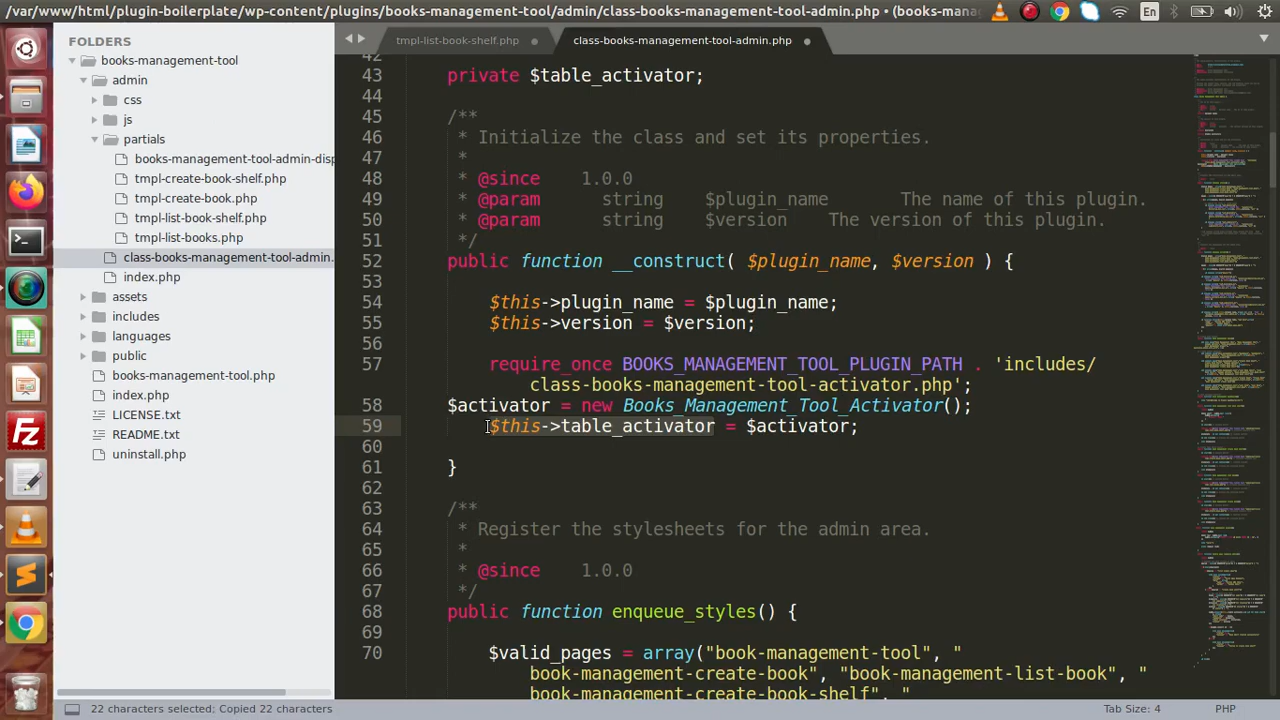 /var/www/html/plugin-boilerplate/wp-content/plugins/books-management-tool/admin/class-books-management-tool-admin.php • (books-mana
En
FOLDERS
books-management-tool
admin
css
js
partials
books-management-tool-admin-disp
tmpl-create-book-shelf.php
tmpl-create-book.php
tmpl-list-book-shelf.php
tmpl-list-books.php
class-books-management-tool-admin.
index.php
assets
includes
languages
public
books-management-tool.php
index.php
LICENSE.txt
README.txt
uninstall.php
tmpl-list-book-shelf.php
class-books-management-tool-admin.php
42
43 private $table_activator;
44
45 /**
46 * Initialize the class and set its properties.
47 *
48 * @since 1.0.0
49 * @param string $plugin_name The name of this plugin.
50 * @param string $version The version of this plugin.
51 */
52 public function __construct( $plugin_name, $version ) {
53
54 $this->plugin_name = $plugin_name;
55 $this->version = $version;
56
57 require_once BOOKS_MANAGEMENT_TOOL_PLUGIN_PATH . 'includes/
class-books-management-tool-activator.php';
58 $activator = new Books_Management_Tool_Activator();
59 $this->table_activator = $activator;
60
61 }
62
63 /**
64 * Register the stylesheets for the admin area.
65 *
66 * @since 1.0.0
67 */
68 public function enqueue_styles() {
69
70 $valid_pages = array("book-management-tool", "
book-management-create-book", "book-management-list-book", "
book-management-create-book-shelf", "
22 characters selected; Copied 22 characters
Tab Size: 4
PHP